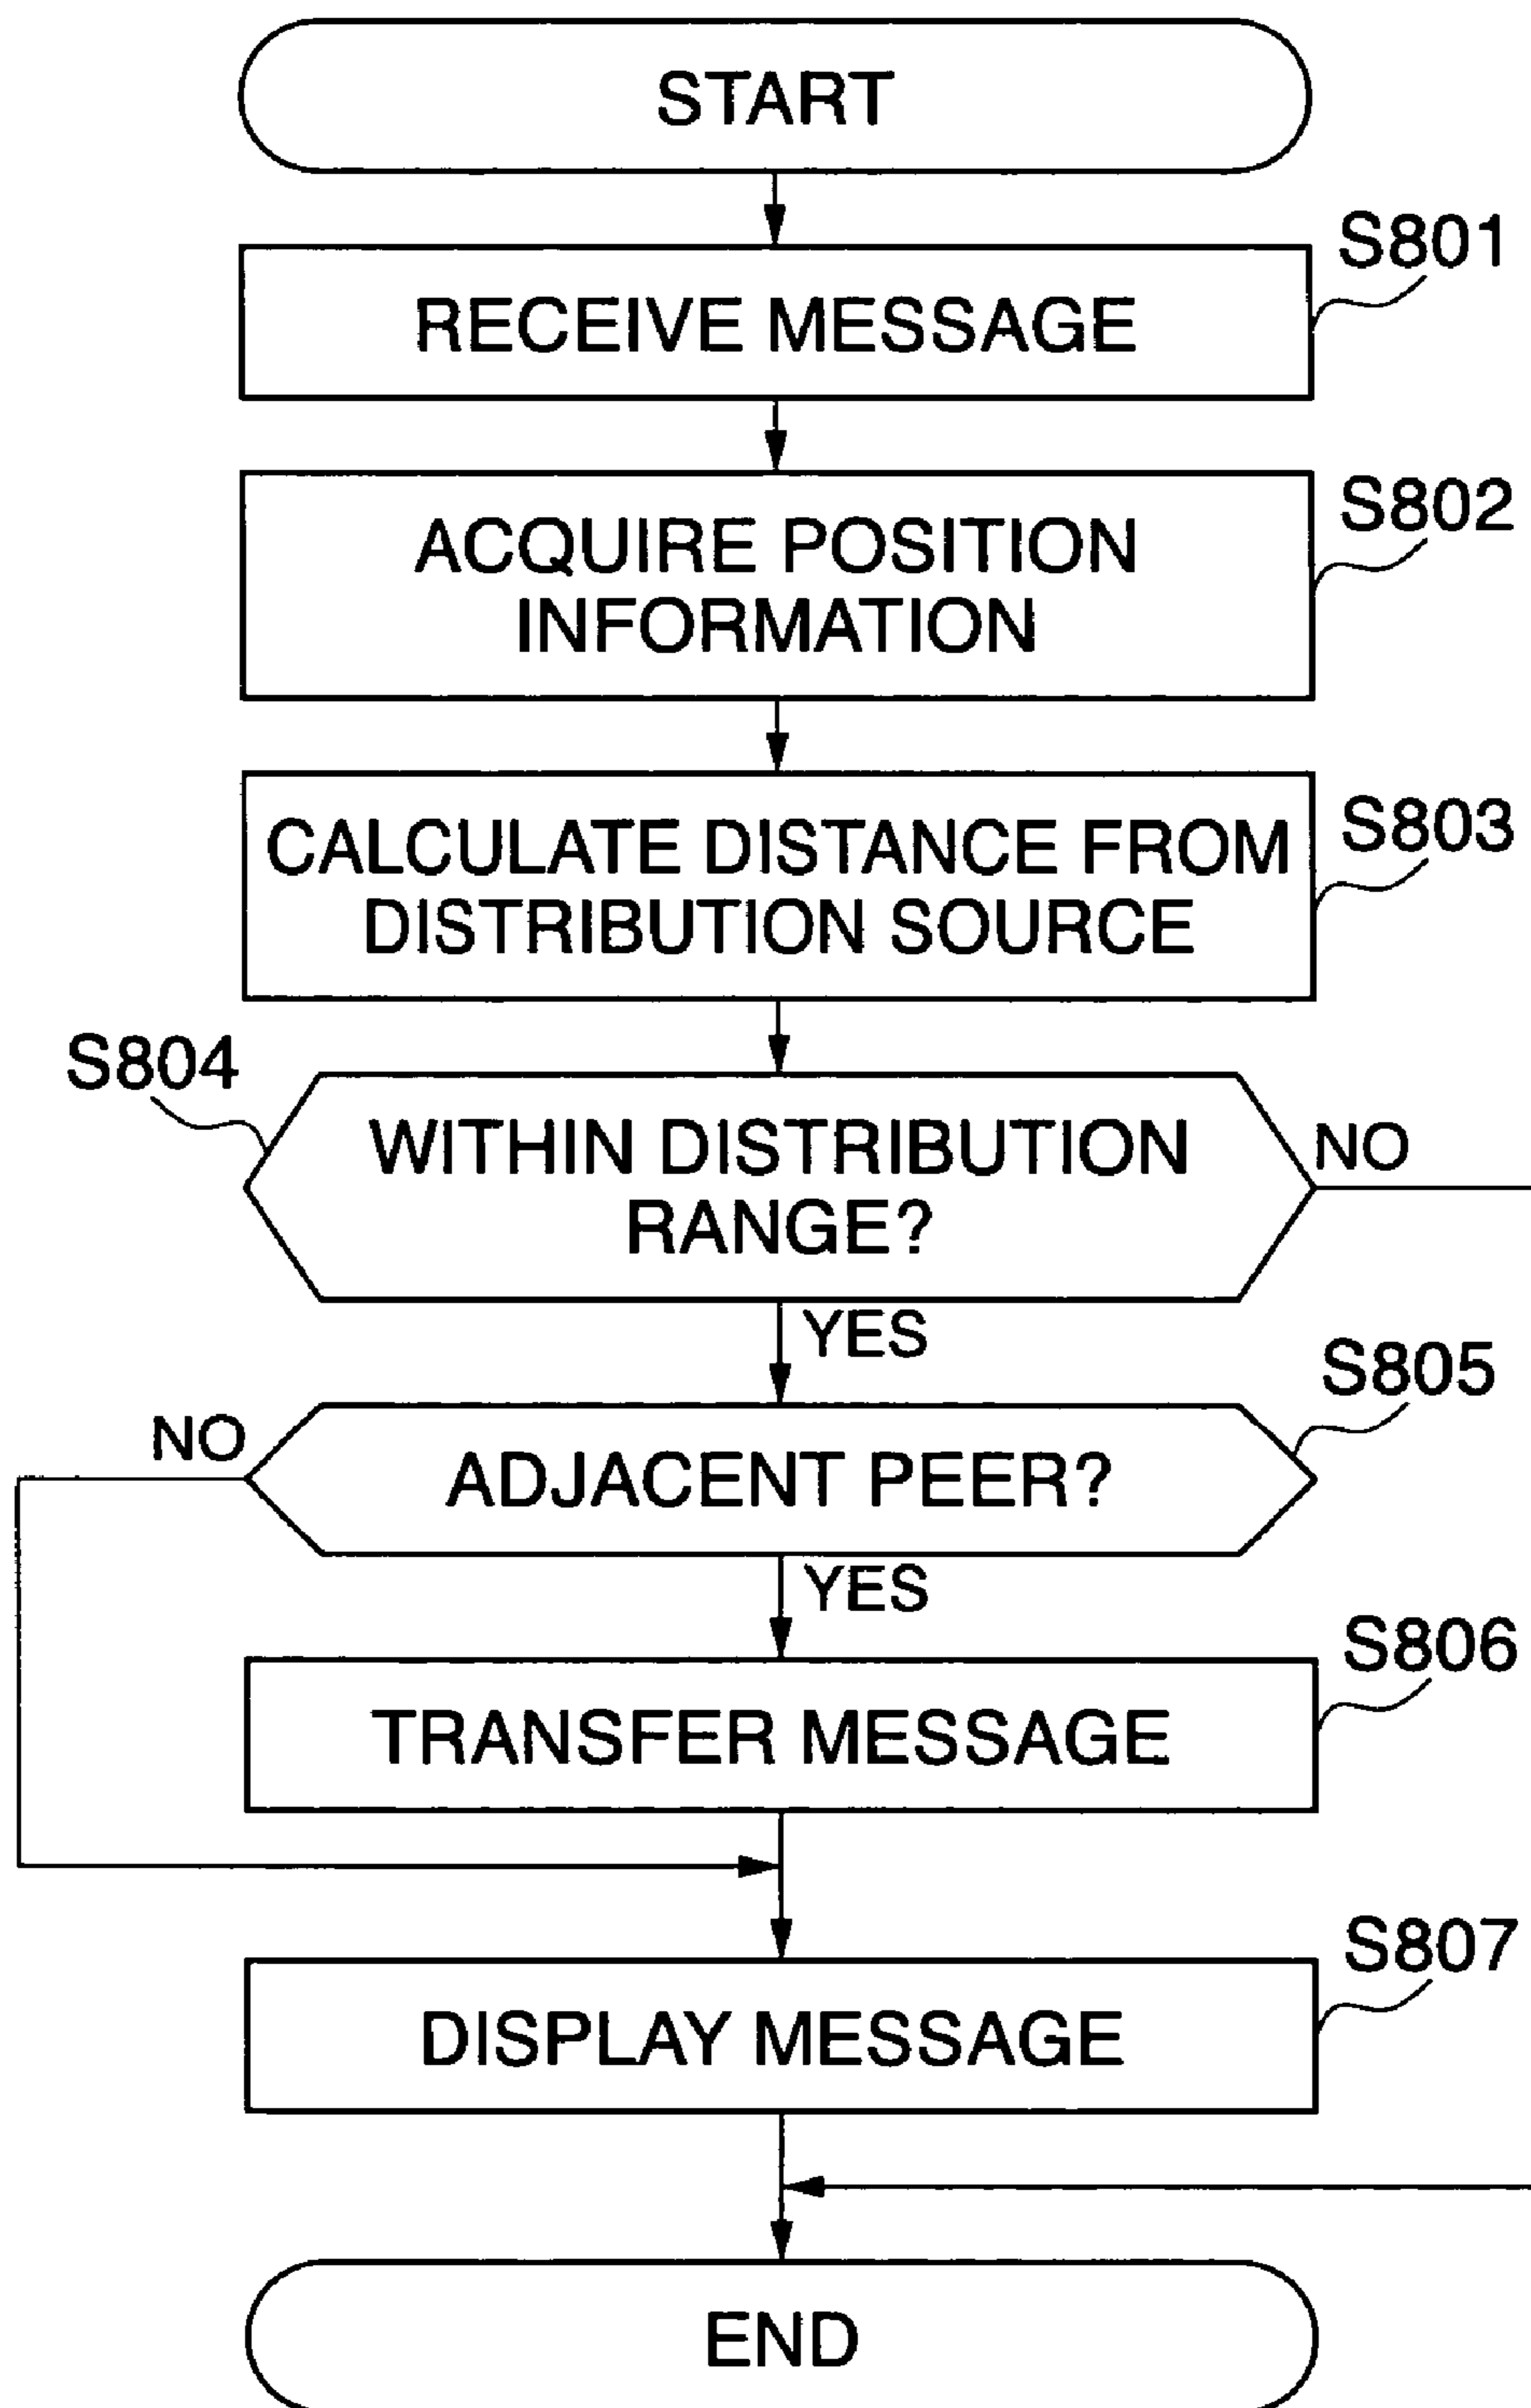 START
S801
RECEIVE MESSAGE
S802
ACQUIRE POSITION
INFORMATION
S803
CALCULATE DISTANCE FROM
DISTRIBUTION SOURCE
S804
WITHIN DISTRIBUTION
RANGE?
NO
YES
S805
NO
ADJACENT PEER?
YES
S806
TRANSFER MESSAGE
S807
DISPLAY MESSAGE
END